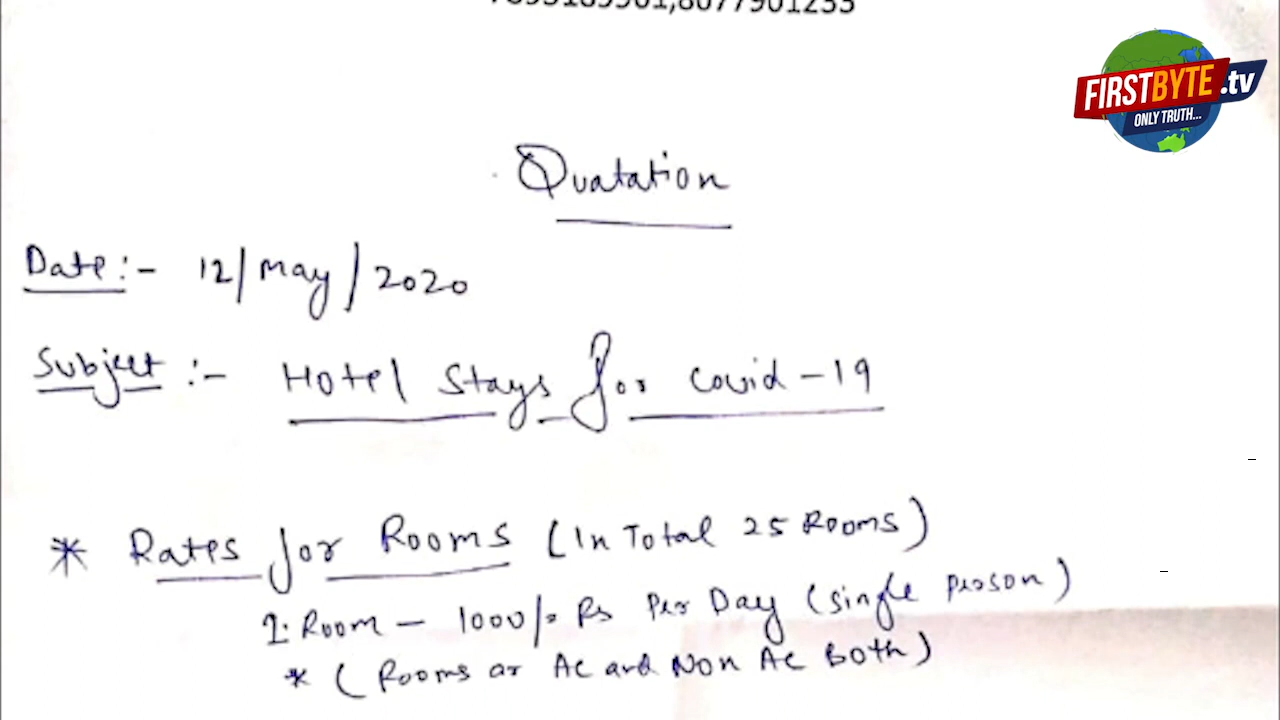 FIRSTBYTE.tv
ONLY TRUTH...
Quatation
Date:- 12/May/2020
Subject:- Hotel Stays for covid-19
* Rates for Rooms (In Total 25 Rooms)
1. Room - 1000/- Rs Per Day (single person)
* (Rooms ar AC and Non AC Both)